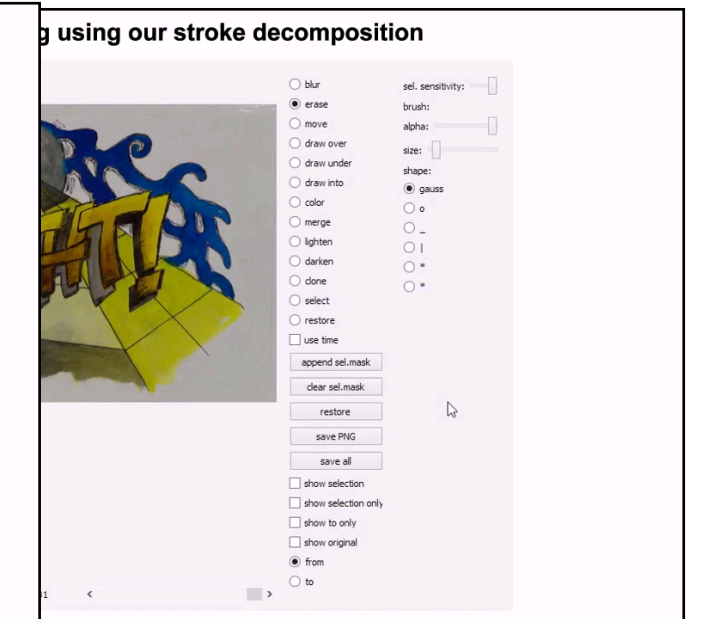 g using our stroke decomposition
blur
erase
move
draw over
draw under
draw into
color
merge
lighten
darken
clone
select
restore
use time
append sel.mask
clear sel.mask
restore
save PNG
save all
show selection
show selection only
show to only
show original
from
to
sel. sensitivity:
brush:
alpha:
size:
shape:
gauss
o
_
|
*
*
HT!
31